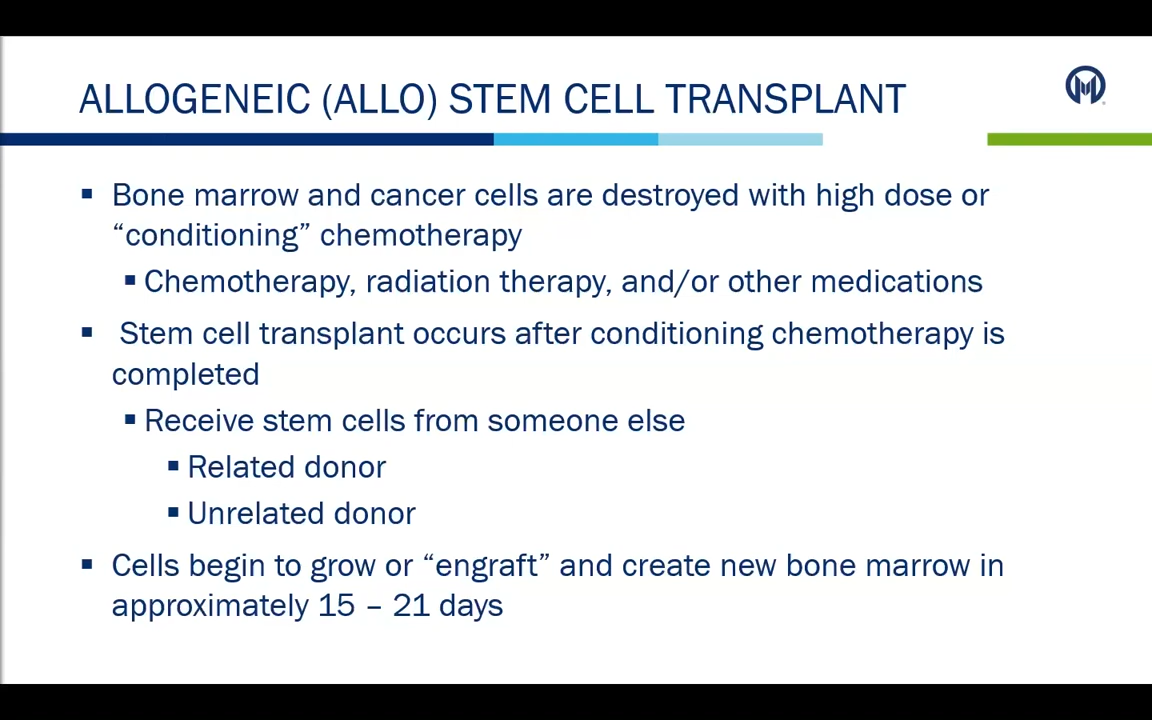 ALLOGENEIC (ALLO) STEM CELL TRANSPLANT
▪ Bone marrow and cancer cells are destroyed with high dose or
“conditioning” chemotherapy
▪ Chemotherapy, radiation therapy, and/or other medications
▪ Stem cell transplant occurs after conditioning chemotherapy is
completed
▪ Receive stem cells from someone else
▪ Related donor
▪ Unrelated donor
▪ Cells begin to grow or “engraft” and create new bone marrow in
approximately 15 – 21 days